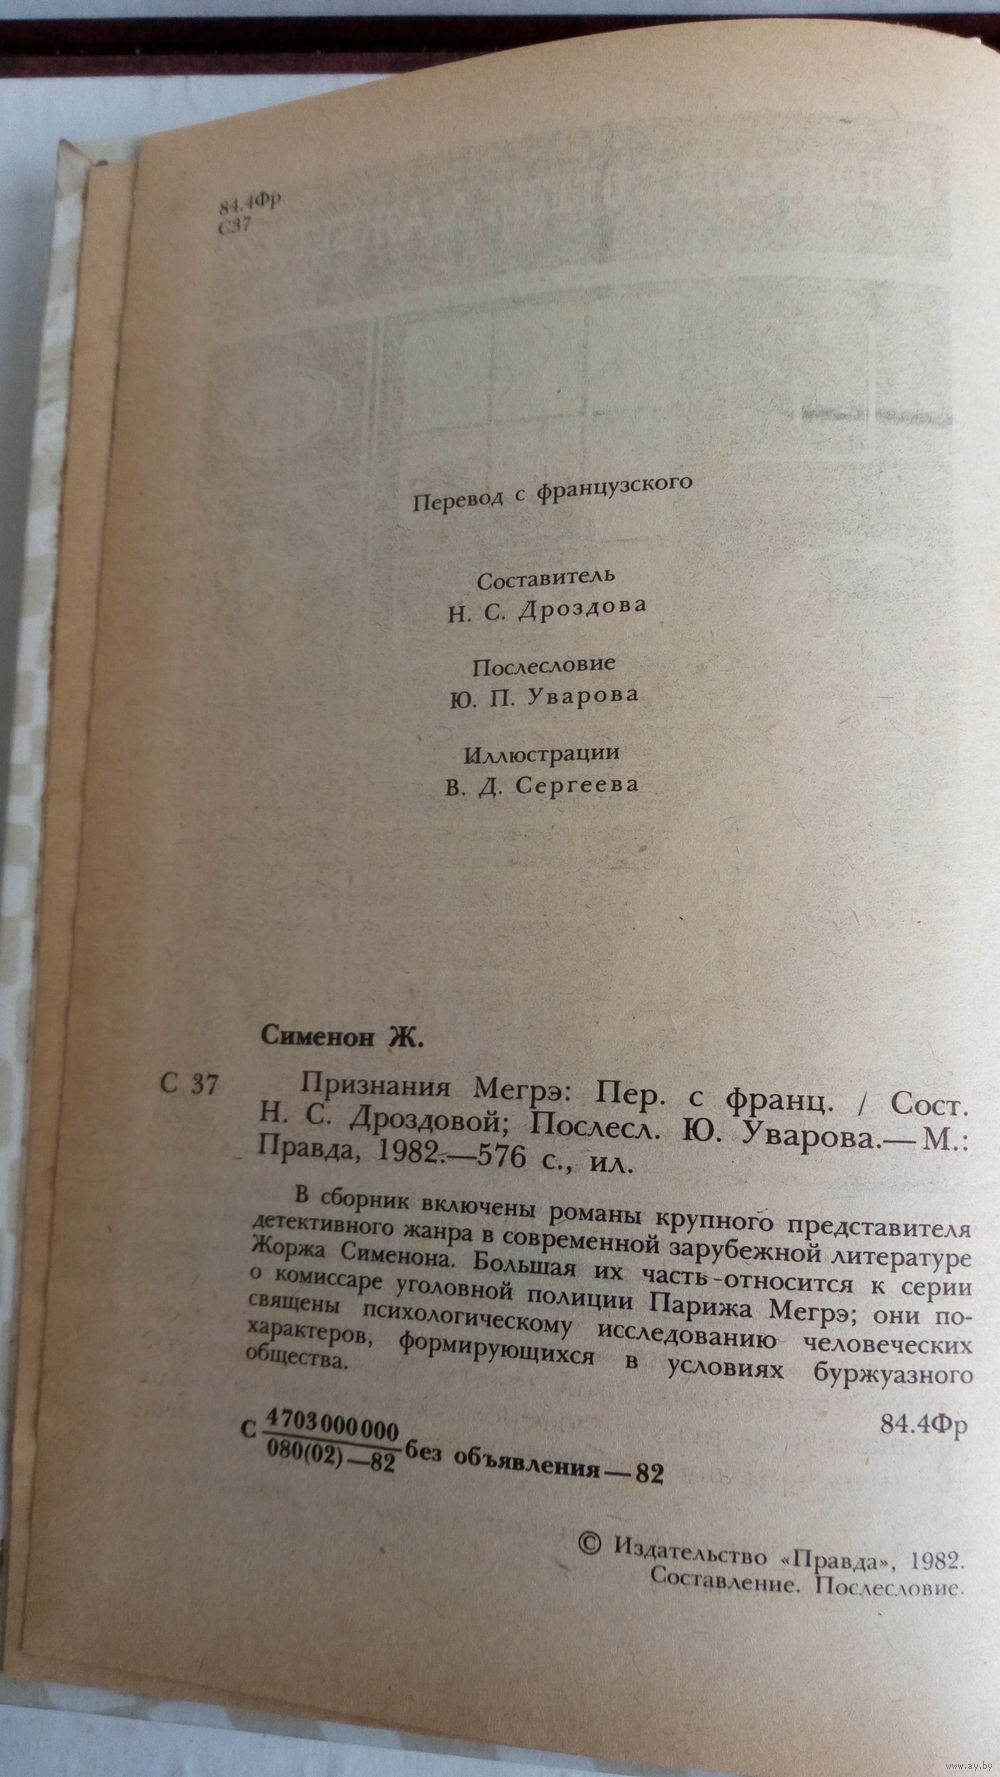 84.4Фр
С37
Перевод с французского
Составитель
Н. С. Дроздова
Послесловие
Ю. П. Уварова
Иллюстрации
В. Д. Сергеева
Сименон Ж.
С 37 Признания Мегрэ: Пер. с франц. / Сост.
Н. С. Дроздовой; Послесл. Ю. Уварова.—М.:
Правда, 1982.—576 с., ил.
В сборник включены романы крупного представителя
детективного жанра в современной зарубежной литературе
Жоржа Сименона. Большая их часть относится к серии
о комиссаре уголовной полиции Парижа Мегрэ; они по-
священы психологическому исследованию человеческих
характеров, формирующихся в условиях буржуазного
общества.
84.4Фр
С 4703000000
080(02)—82 без объявления—82
© Издательство «Правда», 1982.
Составление. Послесловие.
www.ay.by